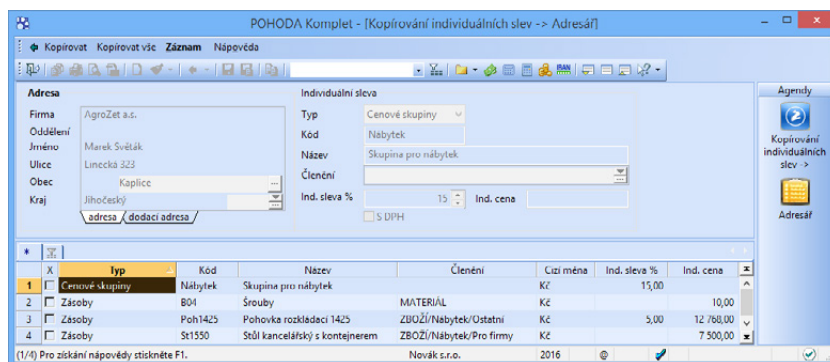 POHODA Komplet - [Kopírování individuálních slev -> Adresář]
Kopírovat Kopírovat vše Záznam Nápověda
Adresa Individuální sleva
Firma AgroZet a.s. Typ Cenové skupiny
Oddělení Kód Nábytek
Jméno Marek Světák Název Skupina pro nábytek
Ulice Linecká 323 Členění
Obec Kaplice Ind. sleva % 15 Ind. cena
Kraj Jihočeský S DPH
adresa dodací adresa
Agendy
Kopírování individuálních slev ->
Adresář
X Typ Kód Název Členění Cizí měna Ind. sleva % Ind. cena
1 Cenové skupiny Nábytek Skupina pro nábytek Kč 15,00
2 Zásoby B04 Šrouby MATERIÁL Kč 10,00
3 Zásoby Poh1425 Pohovka rozkládací 1425 ZBOŽÍ/Nábytek/Ostatní Kč 5,00 12 768,00
4 Zásoby St1550 Stůl kancelářský s kontejnerem ZBOŽÍ/Nábytek/Pro firmy Kč 7 500,00
(1/4) Pro získání nápovědy stiskněte F1. Novák s.r.o. 2016 @